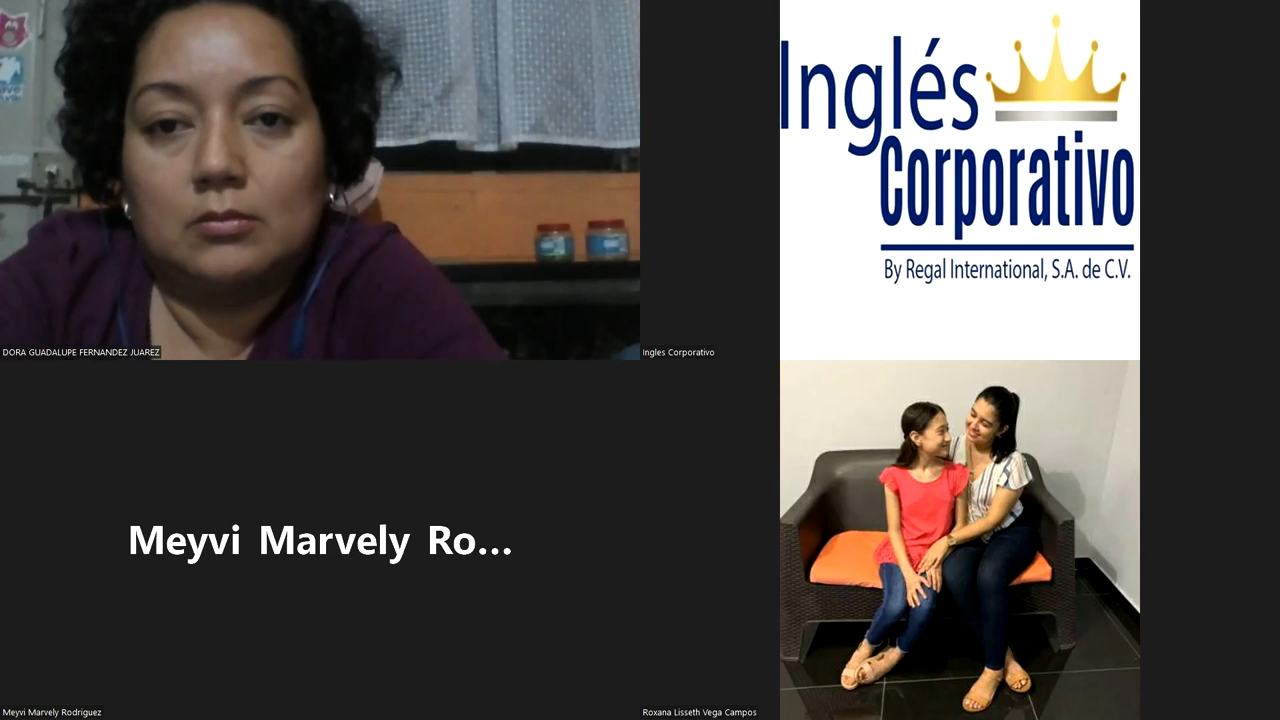 Inglés
Corporativo
By Regal International, S.A. de C.V.
DORA GUADALUPE FERNANDEZ JUAREZ
Ingles Corporativo
Meyvi Marvely Ro...
Meyvi Marvely Rodriguez
Roxana Lisseth Vega Campos